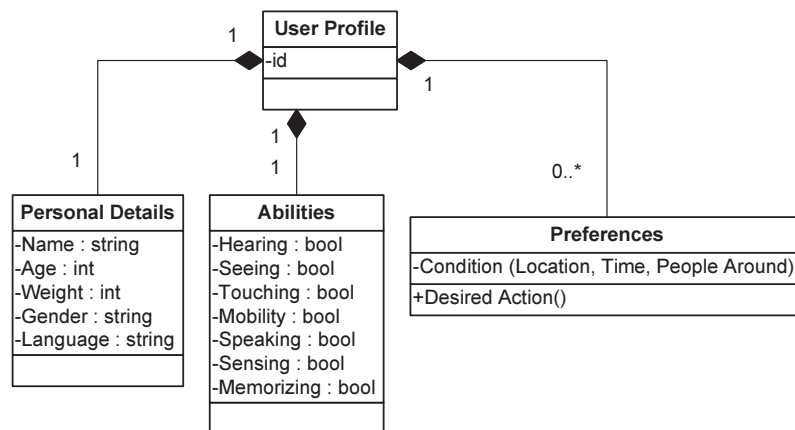 User Profile
-id
1
1
1
1
1
0..*
Personal Details
-Name : string
-Age : int
-Weight : int
-Gender : string
-Language : string
Abilities
-Hearing : bool
-Seeing : bool
-Touching : bool
-Mobility : bool
-Speaking : bool
-Sensing : bool
-Memorizing : bool
Preferences
-Condition (Location, Time, People Around)
+Desired Action()